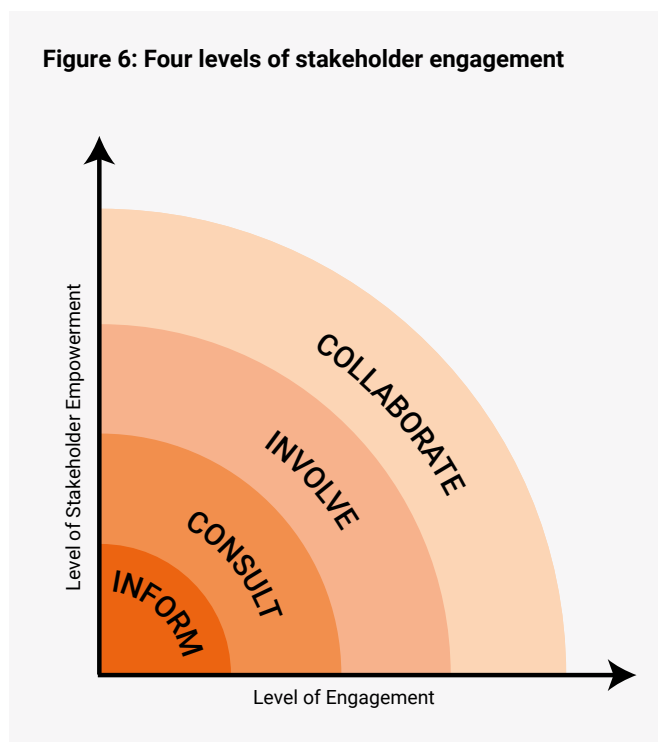 Figure 6: Four levels of stakeholder engagement
Level of Stakeholder Empowerment
COLLABORATE
INVOLVE
CONSULT
INFORM
Level of Engagement